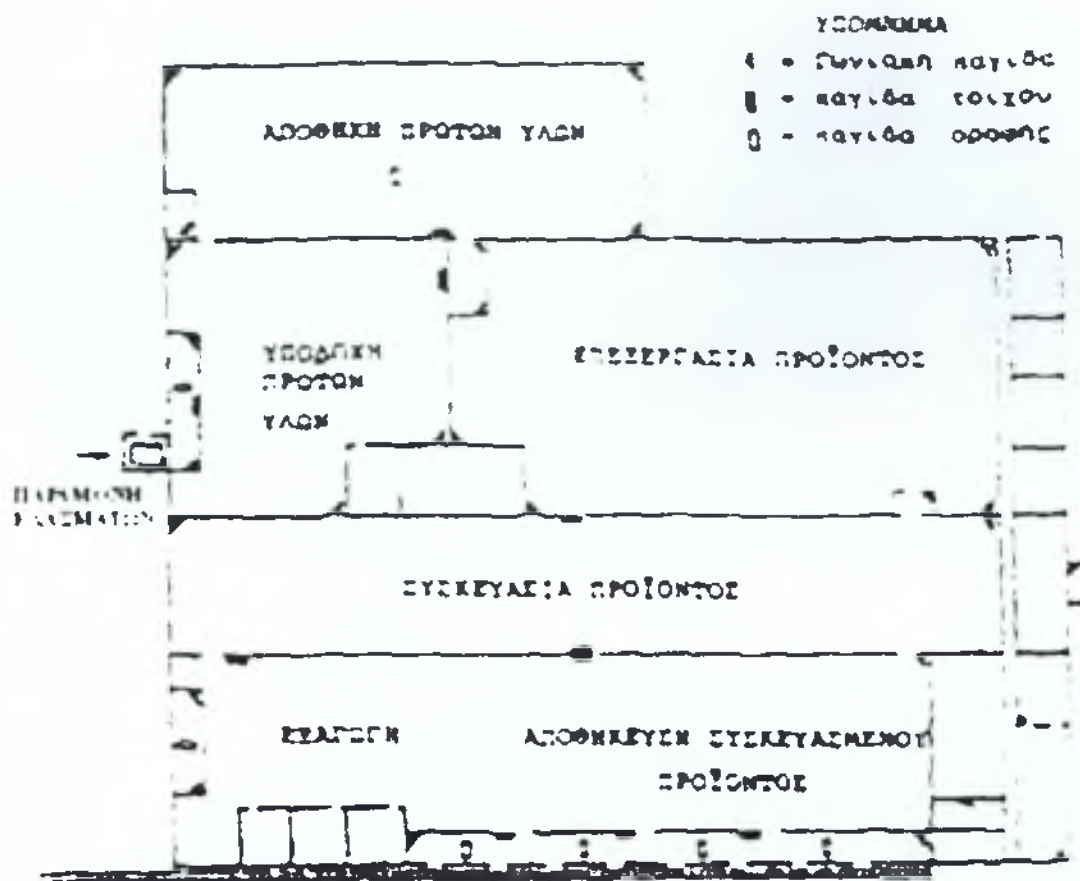 ΥΠΟΜΝΗΜΑ
= Γωνιακή παγίδα
= παγίδα τοίχου
= παγίδα οροφής
ΑΠΟΘΗΚΗ ΠΡΩΤΩΝ ΥΛΩΝ
ΥΠΟΔΟΧΗ
ΠΡΩΤΩΝ
ΥΛΩΝ
ΕΠΕΞΕΡΓΑΣΙΑ ΠΡΟΪΟΝΤΟΣ
ΠΑΡΑΜΟΝΗ
ΣΥΣΚΕΥΑΣΙΑ ΠΡΟΪΟΝΤΟΣ
ΕΞΑΓΩΓΗ
ΑΠΟΘΗΚΕΥΣΗ ΣΥΣΚΕΥΑΣΜΕΝΟΥ
ΠΡΟΪΟΝΤΟΣ